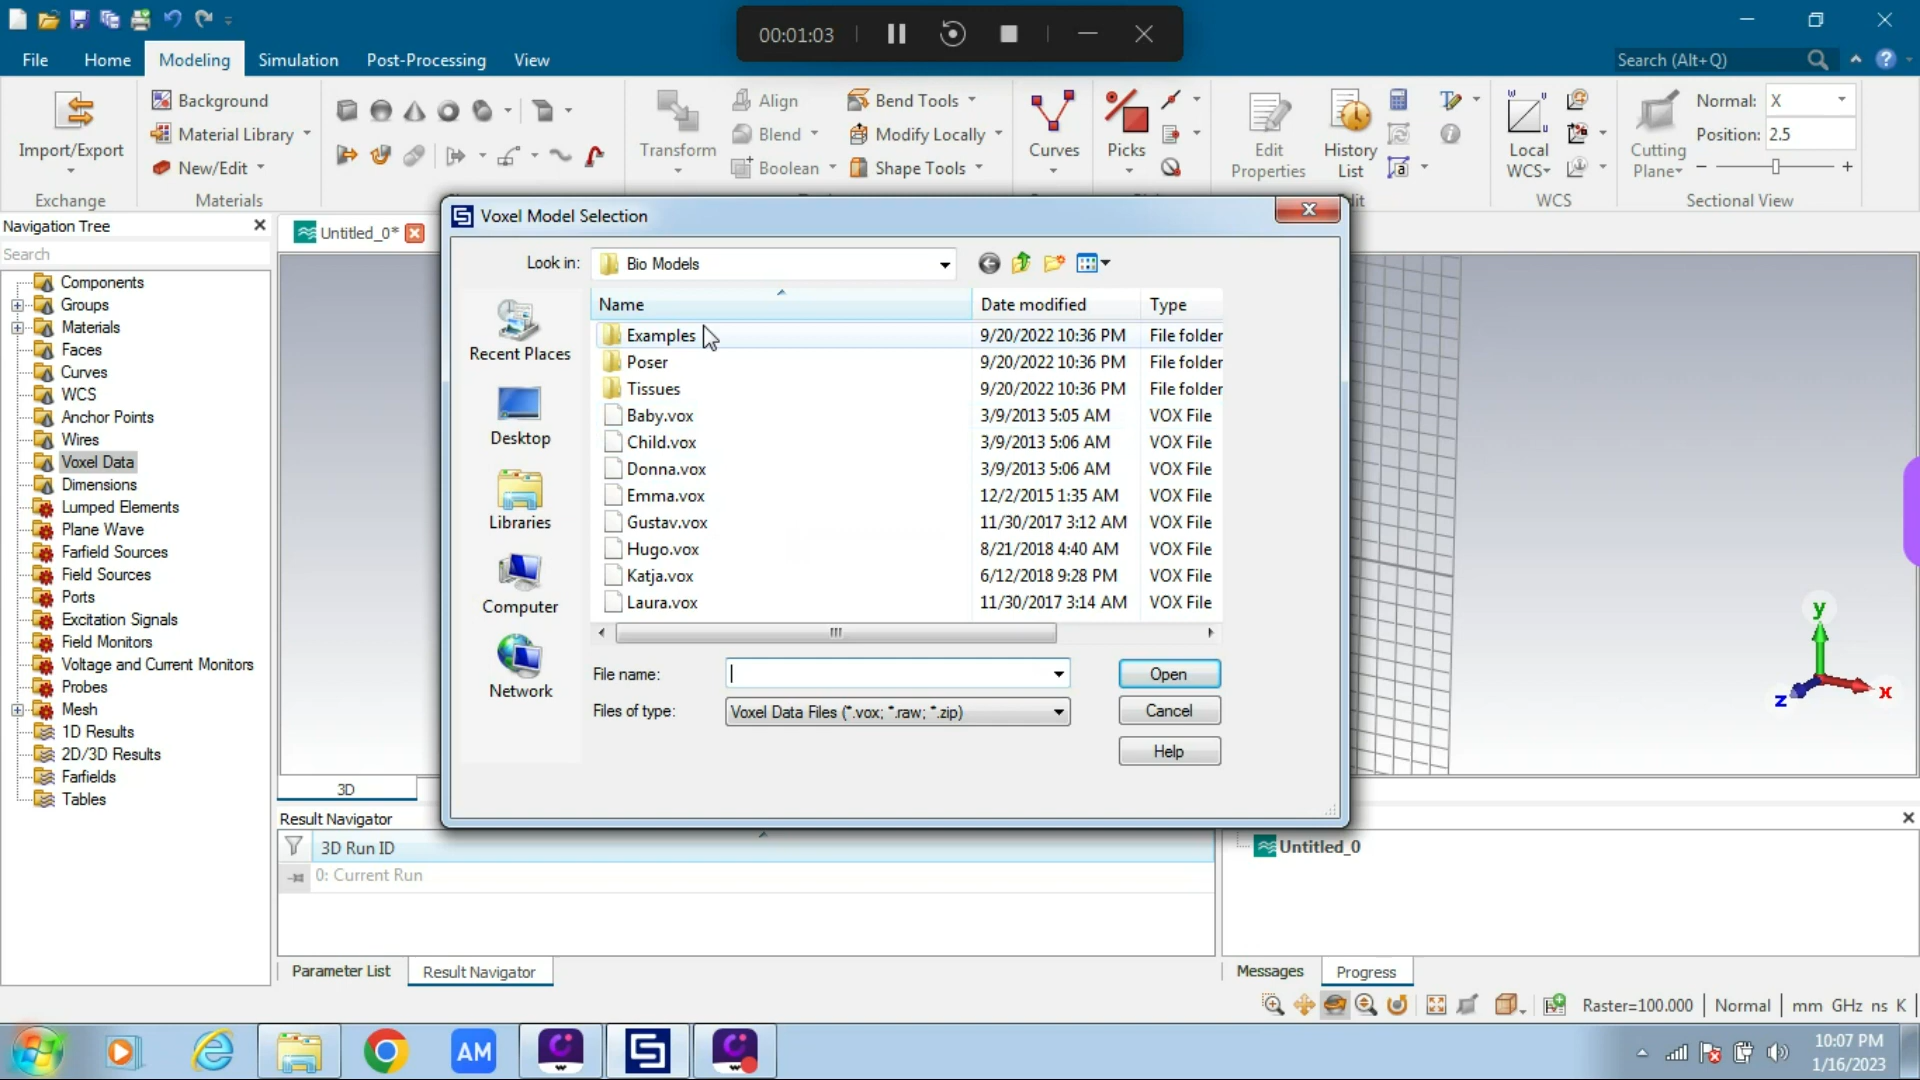 00:01:03
File Home Modeling Simulation Post-Processing View
Search (Alt+Q)
Import/Export
Exchange
Background
Material Library
New/Edit
Materials
Transform
Align
Blend
Boolean
Bend Tools
Modify Locally
Shape Tools
Curves
Picks
Edit
Properties
History
List
Local
WCS
WCS
Cutting
Plane
Normal: X
Position: 2.5
Sectional View
Navigation Tree
Search
Components
Groups
Materials
Faces
Curves
WCS
Anchor Points
Wires
Voxel Data
Dimensions
Lumped Elements
Plane Wave
Farfield Sources
Field Sources
Ports
Excitation Signals
Field Monitors
Voltage and Current Monitors
Probes
Mesh
1D Results
2D/3D Results
Farfields
Tables
Untitled_0*
Voxel Model Selection
Look in: Bio Models
Recent Places
Desktop
Libraries
Computer
Network
Name Date modified Type
Examples 9/20/2022 10:36 PM File folder
Poser 9/20/2022 10:36 PM File folder
Tissues 9/20/2022 10:36 PM File folder
Baby.vox 3/9/2013 5:05 AM VOX File
Child.vox 3/9/2013 5:06 AM VOX File
Donna.vox 3/9/2013 5:06 AM VOX File
Emma.vox 12/2/2015 1:35 AM VOX File
Gustav.vox 11/30/2017 3:12 AM VOX File
Hugo.vox 8/21/2018 4:40 AM VOX File
Katja.vox 6/12/2018 9:28 PM VOX File
Laura.vox 11/30/2017 3:14 AM VOX File
File name: Open
Files of type: Voxel Data Files (*.vox; *.raw; *.zip) Cancel
Help
y
z
x
3D
Result Navigator
3D Run ID
0: Current Run
Parameter List Result Navigator
Untitled_0
Messages Progress
Raster=100.000 Normal mm GHz ns K
AM
10:07 PM
1/16/2023